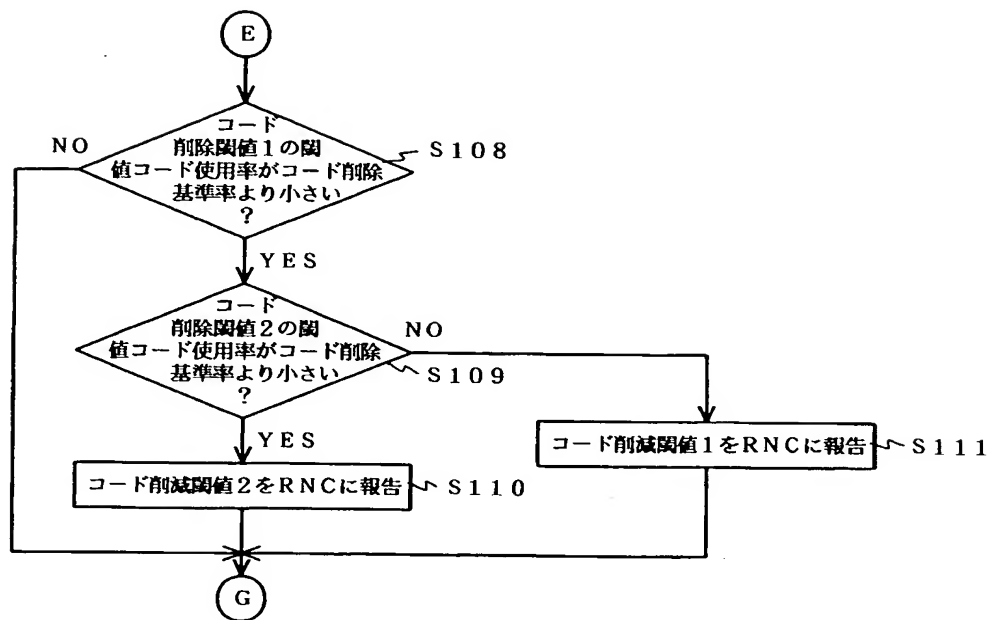 E
コード
削除閾値1の閾
値コード使用率がコード削除
基準率より小さい
?
NO
S108
YES
コード
削除閾値2の閾
値コード使用率がコード削除
基準率より小さい
?
NO
S109
YES
コード削減閾値2をRNCに報告
S110
コード削減閾値1をRNCに報告
S111
G